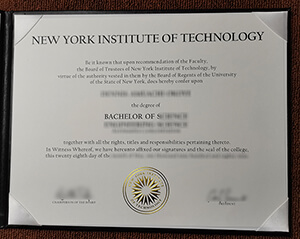 NEW YORK INSTITUTE OF TECHNOLOGY
Be it known that upon recommendation of the Faculty,
the Board of Trustees of New York Institute of Technology, by
virtue of the authority vested in them by the Board of Regents of the University
of the State of New York, does hereby confer upon
the degree of
BACHELOR OF SCIENCE
together with all the rights, titles and responsibilities pertaining thereto.
In Witness Whereof, we have hereunto affixed our signatures and the seal of the college,
this twenty eighth day of the